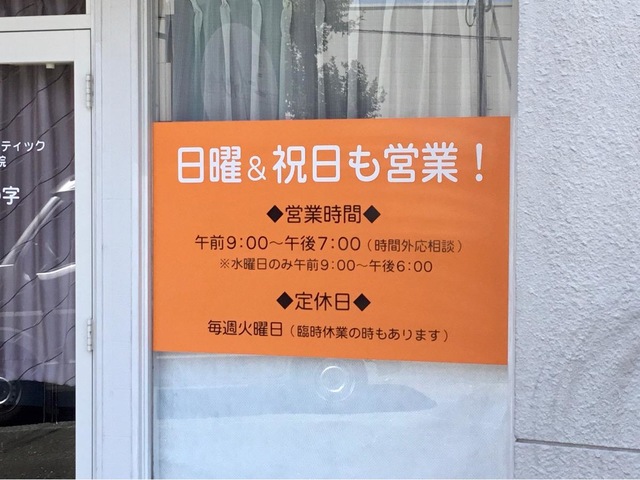 ティック
院
字
日曜&祝日も営業！
◆営業時間◆
午前9:00～午後7:00（時間外応相談）
※水曜日のみ午前9:00～午後6:00
◆定休日◆
毎週火曜日（臨時休業の時もあります）